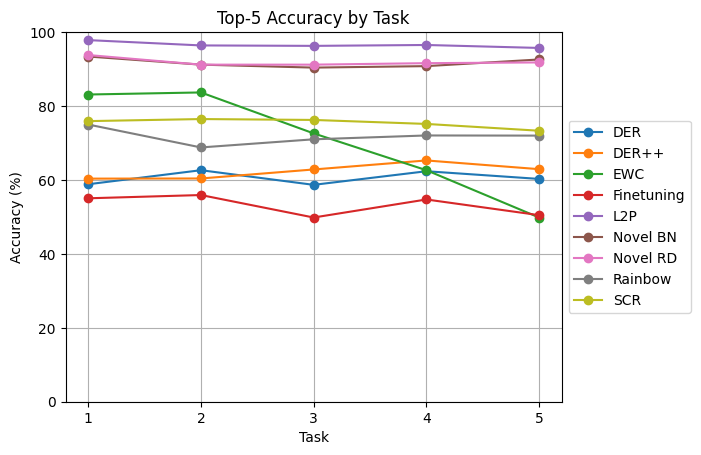 Top-5 Accuracy by Task
Accuracy (%)
100
80
60
40
20
0
1 2 3 4 5
Task
DER
DER++
EWC
Finetuning
L2P
Novel BN
Novel RD
Rainbow
SCR